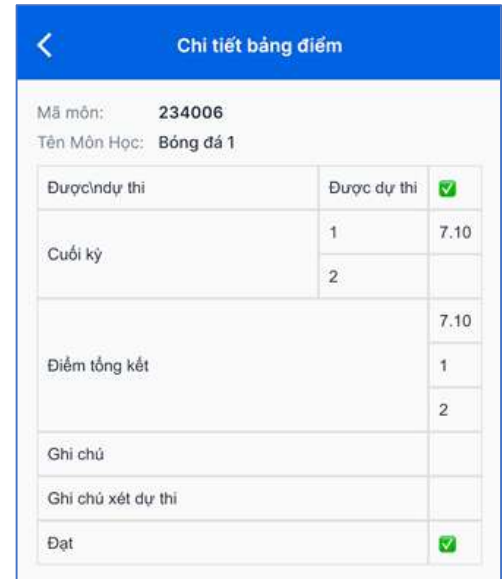 Chi tiết bảng điểm
Mã môn: 234006
Tên Môn Học: Bóng đá 1
Được\ndự thi Được dự thi ✅
Cuối kỳ 1 7.10
2
Điểm tổng kết 7.10
1
2
Ghi chú
Ghi chú xét dự thi
Đạt ✅